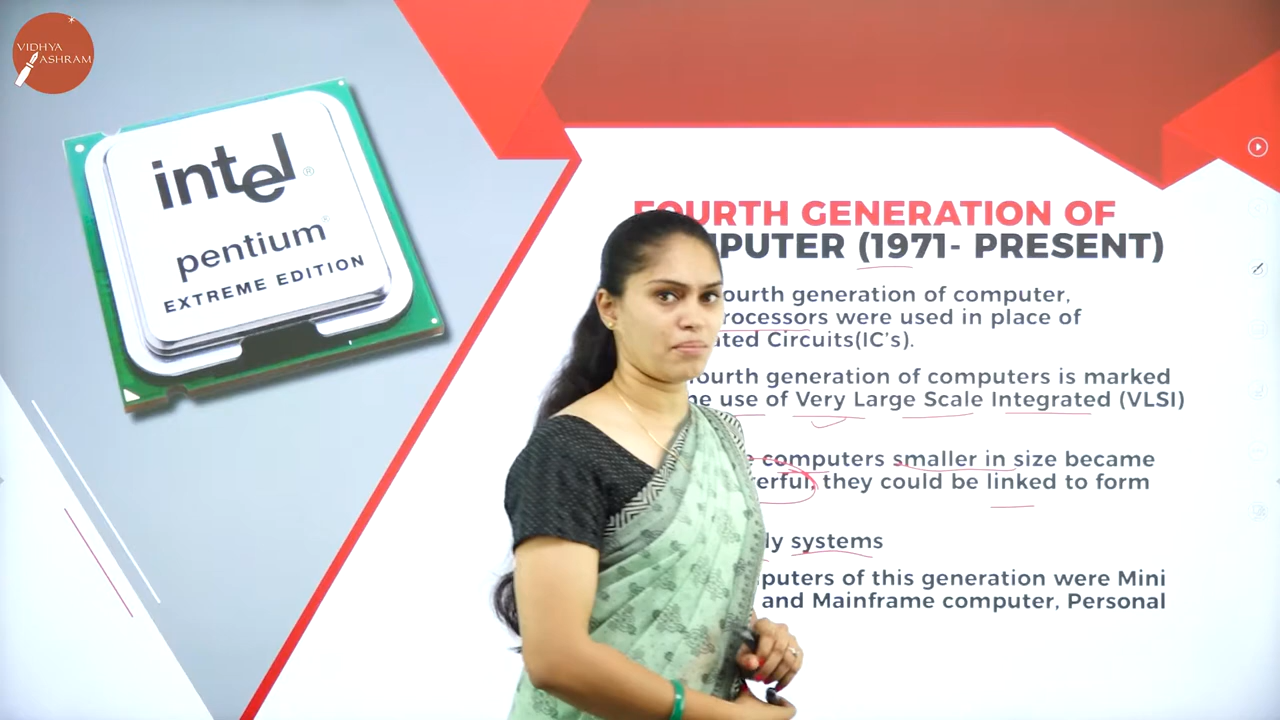 VIDHYA
ASHRAM
intel®
pentium®
EXTREME EDITION
FOURTH GENERATION OF
PUTER (1971- PRESENT)
ourth generation of computer,
rocessors were used in place of
ated Circuits(IC's).
fourth generation of computers is marked
he use of Very Large Scale Integrated (VLSI)
computers smaller in size became
erful, they could be linked to form
ly systems
puters of this generation were Mini
and Mainframe computer, Personal